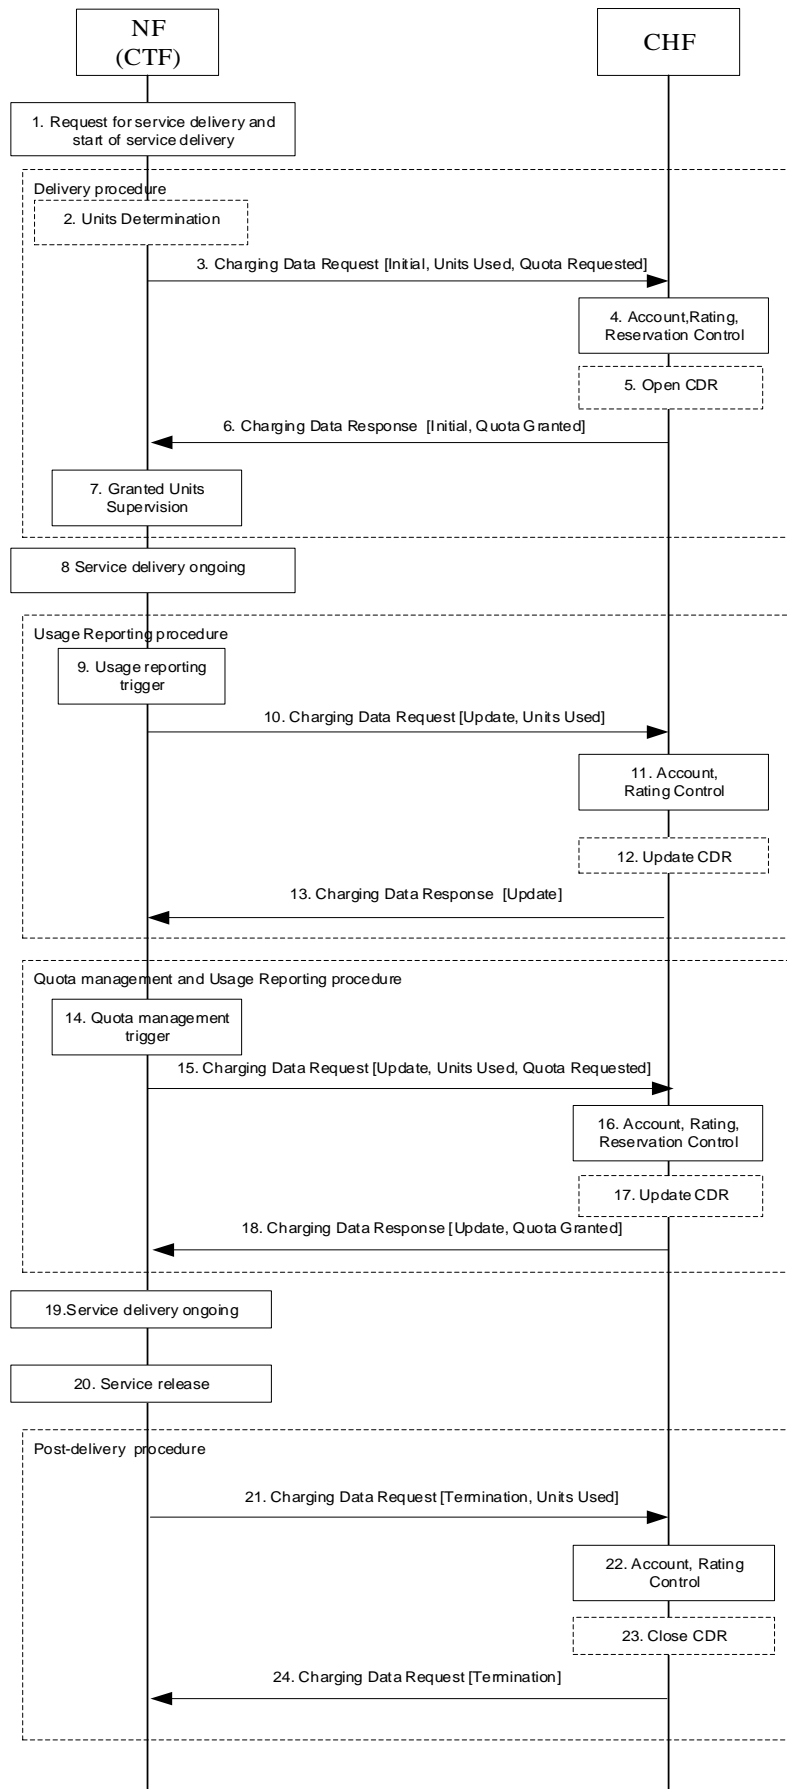 NF
(CTF)
CHF
1. Request for service delivery and
start of service delivery
Delivery procedure
2. Units Determination
3. Charging Data Request [Initial, Units Used, Quota Requested]
4. Account,Rating,
Reservation Control
5. Open CDR
6. Charging Data Response [Initial, Quota Granted]
7. Granted Units
Supervision
8 Service delivery ongoing
Usage Reporting procedure
9. Usage reporting
trigger
10. Charging Data Request [Update, Units Used]
11. Account,
Rating Control
12. Update CDR
13. Charging Data Response [Update]
Quota management and Usage Reporting procedure
14. Quota management
trigger
15. Charging Data Request [Update, Units Used, Quota Requested]
16. Account, Rating,
Reservation Control
17. Update CDR
18. Charging Data Response [Update, Quota Granted]
19.Service delivery ongoing
20. Service release
Post-delivery procedure
21. Charging Data Request [Termination, Units Used]
22. Account, Rating
Control
23. Close CDR
24. Charging Data Request [Termination]